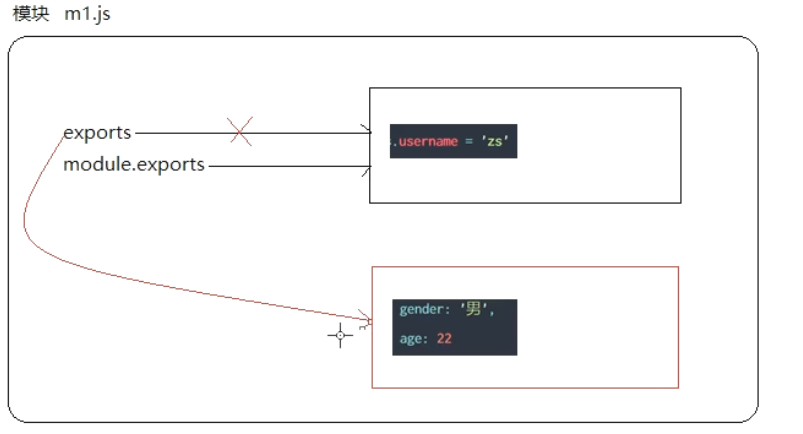 模块 m1.js
exports
.username = 'zs'
module.exports
gender: '男',
age: 22